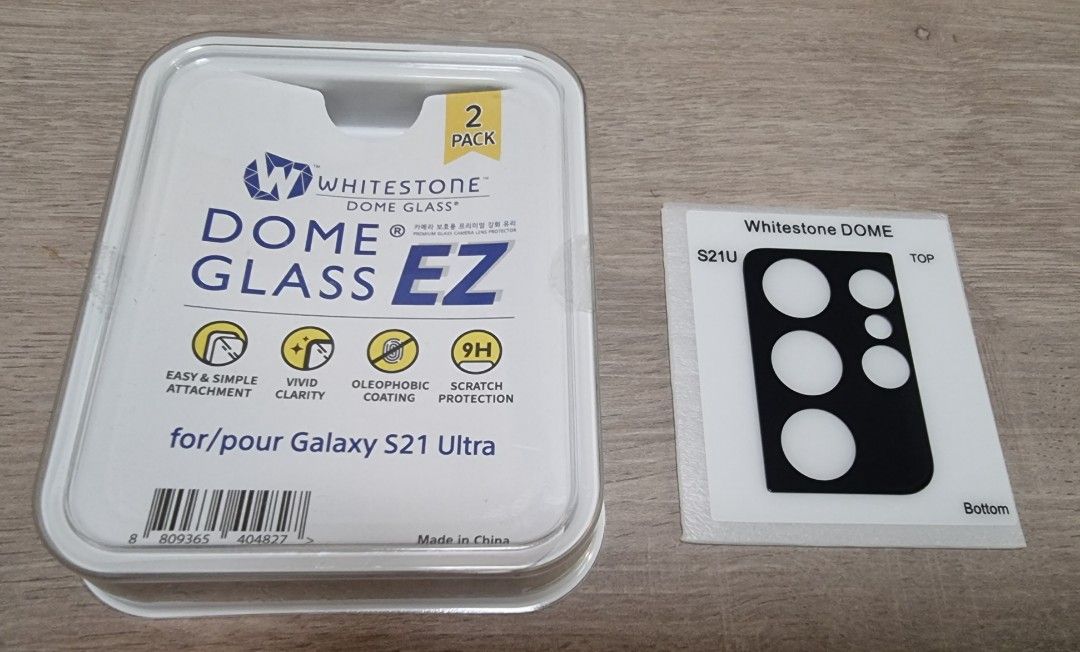 2
PACK
W
WHITESTONE™
DOME GLASS®
DOME®
GLASS EZ
카메라 보호용 프리미엄 강화 유리
PREMIUM GLASS CAMERA LENS PROTECTOR
EASY & SIMPLE
ATTACHMENT
VIVID
CLARITY
OLEOPHOBIC
COATING
9H
SCRATCH
PROTECTION
for/pour Galaxy S21 Ultra
8 809365 404827 >
Made in China
Whitestone DOME
S21U
TOP
Bottom